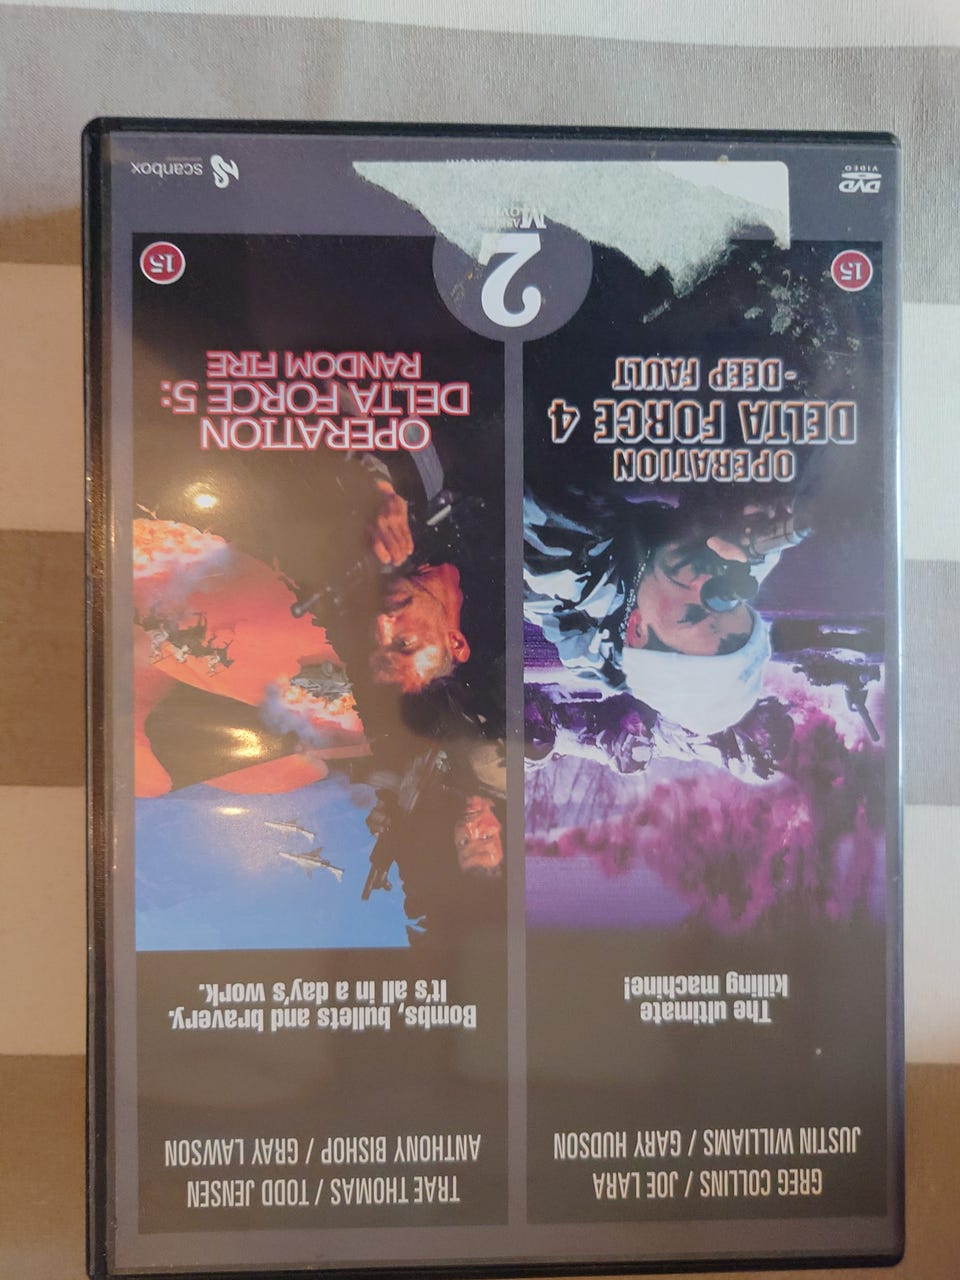 GREG COLLINS / JOE LARA
JUSTIN WILLIAMS / GARY HUDSON
The ultimate
killing machine!
OPERATION
DELTA FORCE 4
- DEEP FAULT
15
TRAE THOMAS / TODD JENSEN
ANTHONY BISHOP / GRAY LAWSON
Bombs, bullets and bravery.
It's all in a day's work.
OPERATION
DELTA FORCE 5:
RANDOM FIRE
15
2
DVD
VIDEO
scanbox